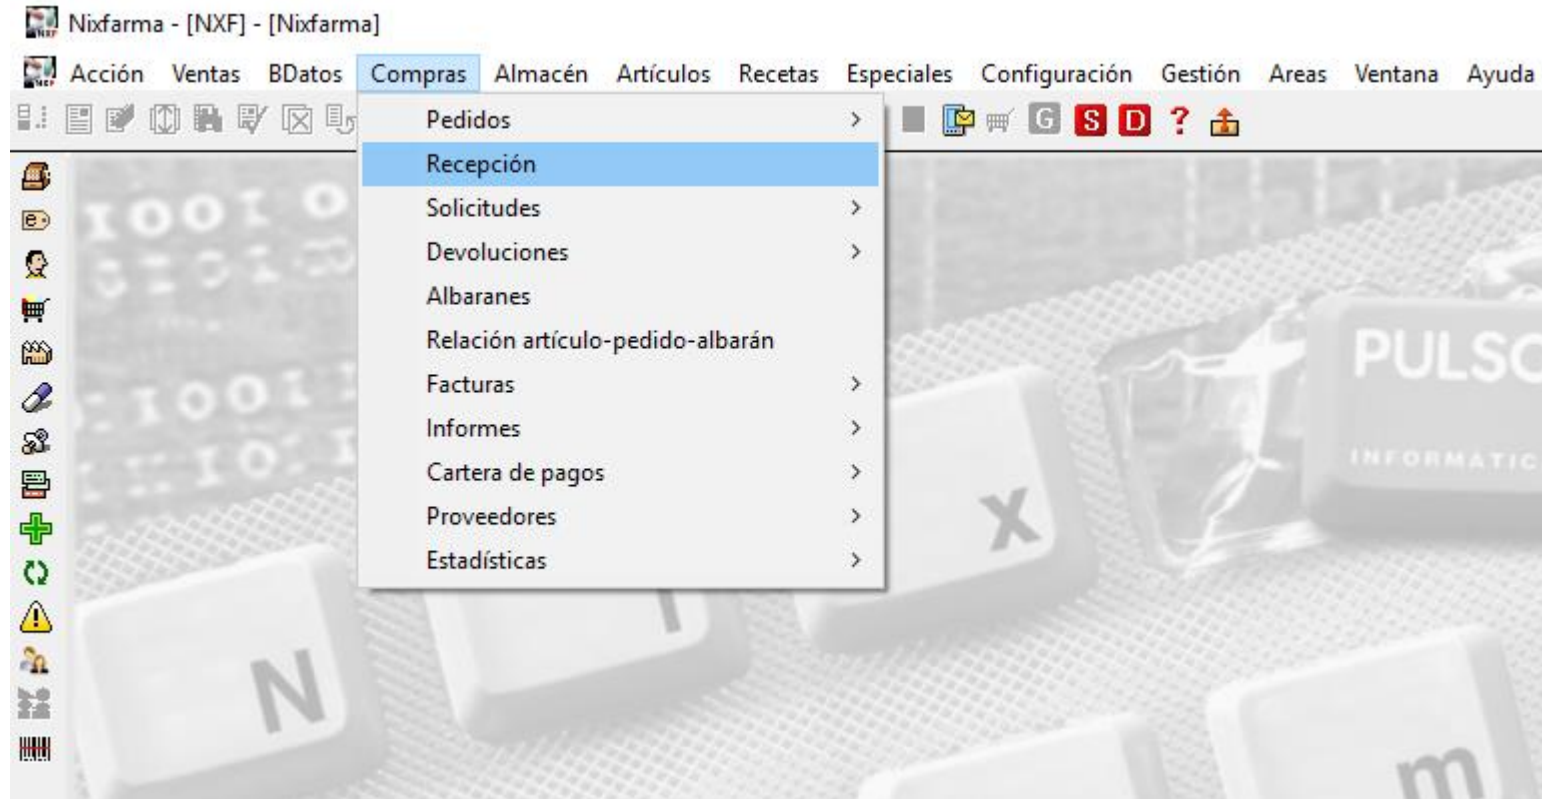 Nixfarma - [NXF] - [Nixfarma]
Acción Ventas BDatos Compras Almacén Artículos Recetas Especiales Configuración Gestión Areas Ventana Ayuda
G S D ?
Pedidos >
Recepción
Solicitudes >
Devoluciones >
Albaranes
Relación artículo-pedido-albarán
Facturas >
Informes >
Cartera de pagos >
Proveedores >
Estadísticas >
e
PULSO
INFORMATIC
N i x
m